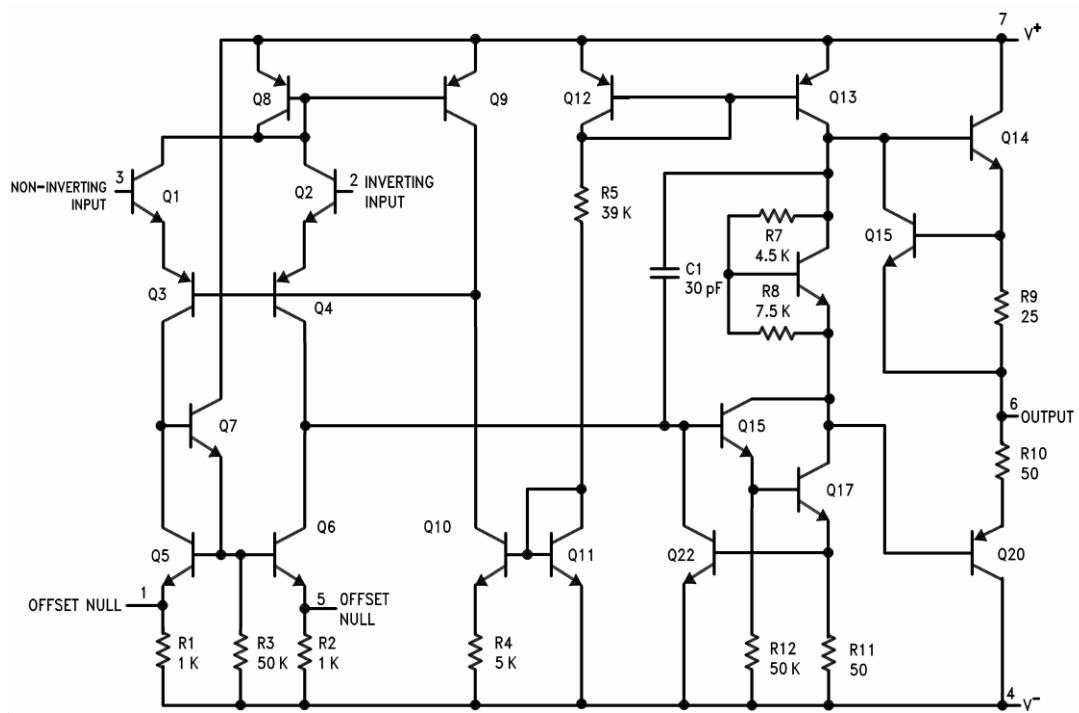 7
V+
Q8
Q9
Q12
Q13
Q14
3
NON-INVERTING
INPUT
Q1
Q2
2 INVERTING
INPUT
R5
39 K
Q15
R7
4.5 K
C1
30 pF
R8
7.5 K
Q3
Q4
R9
25
6
OUTPUT
Q7
Q15
R10
50
Q17
Q5
Q6
Q10
Q11
Q22
Q20
1
OFFSET NULL
5
OFFSET
NULL
R1
1 K
R3
50 K
R2
1 K
R4
5 K
R12
50 K
R11
50
4
V-